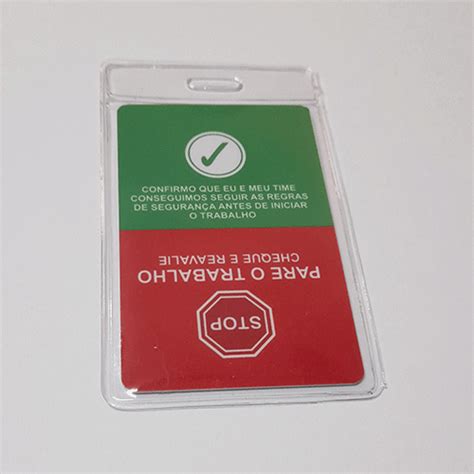 CONFIRMO QUE EU E MEU TIME
CONSEGUIMOS SEGUIR AS REGRAS
DE SEGURANÇA ANTES DE INICIAR
O TRABALHO
STOP
PARE O TRABALHO
CHEQUE E REAVALIE